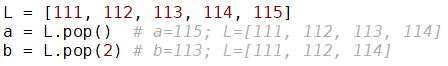 L = [111, 112, 113, 114, 115]
a = L.pop()  # a=115; L=[111, 112, 113, 114]
b = L.pop(2) # b=113; L=[111, 112, 114]